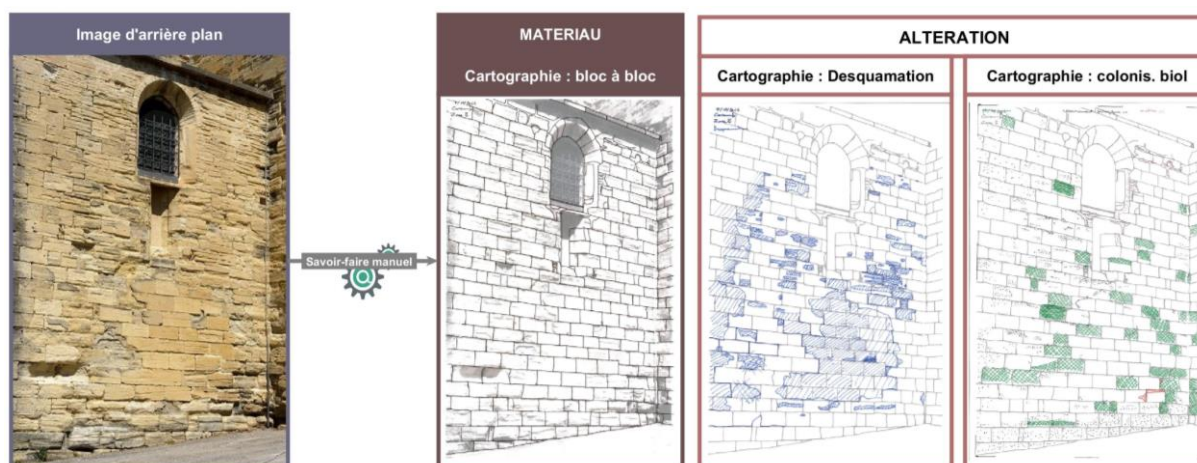 Image d'arrière plan
Savoir-faire manuel
MATERIAU
Cartographie : bloc à bloc
ALTERATION
Cartographie : Desquamation
Cartographie : colonis. biol